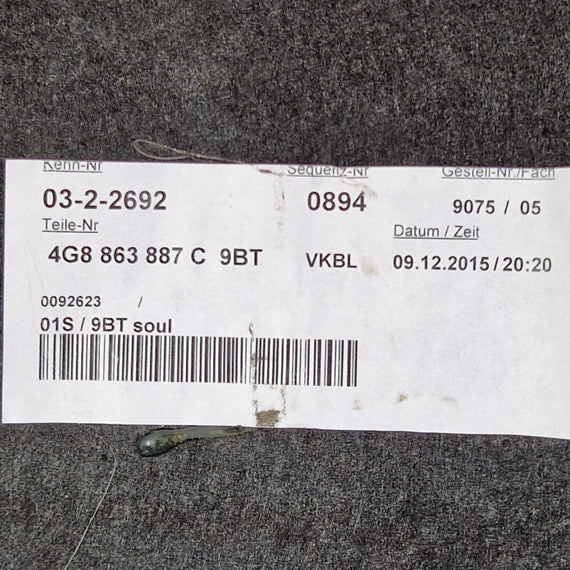 Kenn-Nr Sequenz-Nr Gestell-Nr./Fach
03-2-2692 0894 9075 / 05
Teile-Nr Datum / Zeit
4G8 863 887 C 9BT VKBL 09.12.2015/20:20
0092623 /
01S / 9BT soul